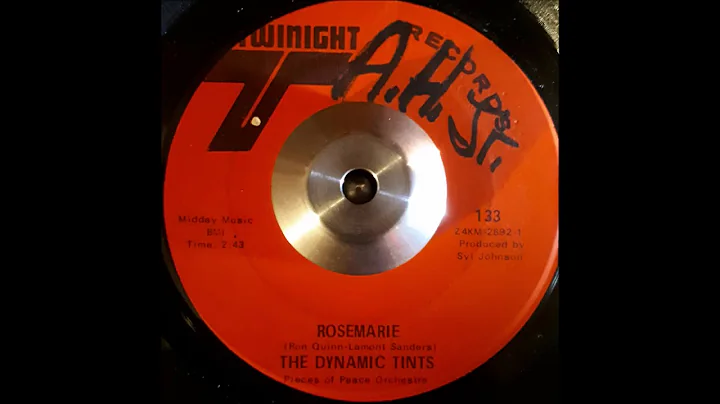 TWINIGHT
RECORDS
A.H. ST.
Midday Music
BMI
Time: 2:43
133
24KM-2892-1
Produced by
Syl Johnson
ROSEMARIE
(Ron Quinn-Lamont Sanders)
THE DYNAMIC TINTS
Pieces of Peace Orchestra